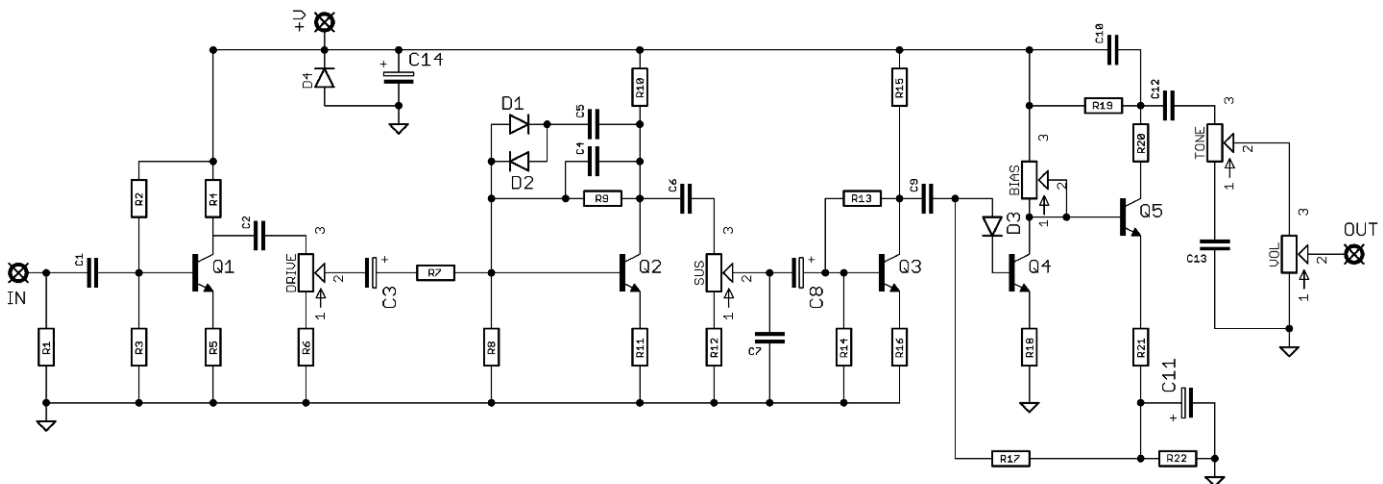 +V
C14
D4
R10
R15
C10
D1
C5
R19
C12
3
D2
C4
R20
TONE
2
R2
R4
R9
C6
R13
C9
3
BIAS
2
1
1
C2
3
3
D3
Q5
3
OUT
C1
Q1
DRIVE
2
R7
Q2
SUS
2
Q3
Q4
C13
VOL
2
IN
C3
C8
1
1
1
R1
R3
R5
R6
R8
R11
R12
C7
R14
R16
R18
R21
C11
+
+
+
+
R17
R22